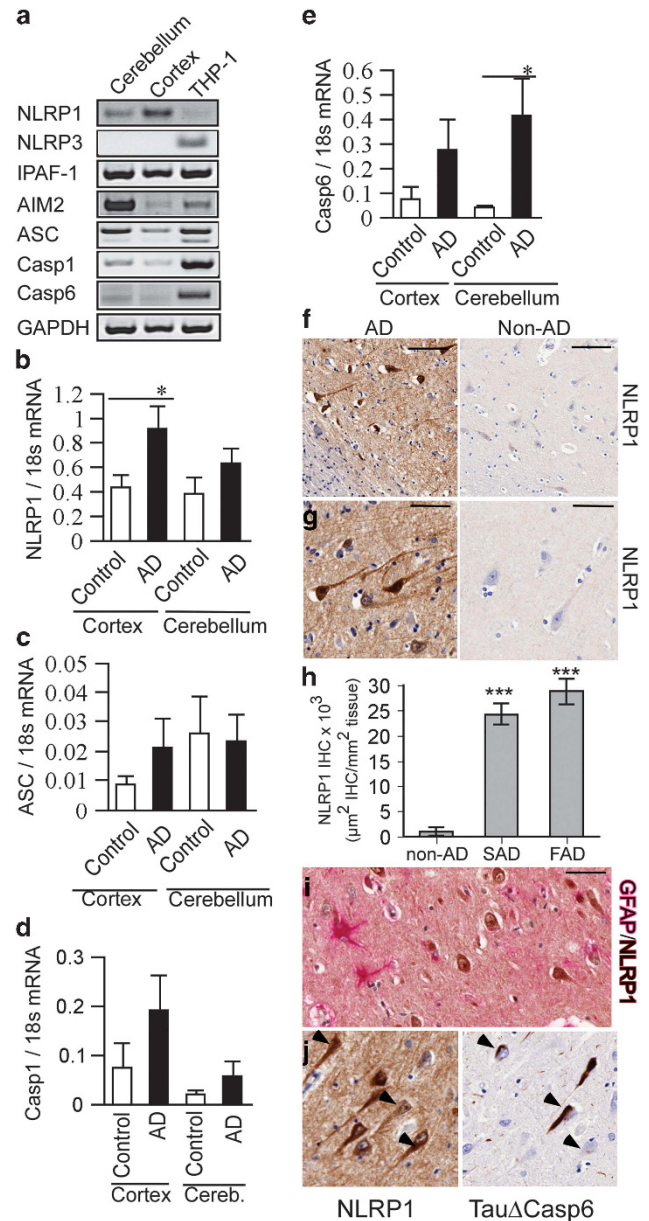 a
Cerebellum
Cortex
THP-1
NLRP1
NLRP3
IPAF-1
AIM2
ASC
Casp1
Casp6
GAPDH
b
NLRP1 / 18s mRNA
1.2
1
0.8
0.6
0.4
0.2
0
*
Control
AD
Control
AD
Cortex
Cerebellum
c
ASC / 18s mRNA
0.05
0.04
0.03
0.02
0.01
0
Control
AD
Control
AD
Cortex
Cerebellum
d
Casp1 / 18s mRNA
0.3
0.2
0.1
0
Control
AD
Control
AD
Cortex
Cereb.
e
Casp6 / 18s mRNA
0.6
0.5
0.4
0.3
0.2
0.1
0
*
Control
AD
Control
AD
Cortex
Cerebellum
f
AD
Non-AD
NLRP1
g
NLRP1
h
NLRP1 IHC x 10³
(µm² IHC/mm² tissue)
30
25
20
15
10
5
0
***
***
non-AD
SAD
FAD
i
GFAP/NLRP1
j
NLRP1
TauΔCasp6